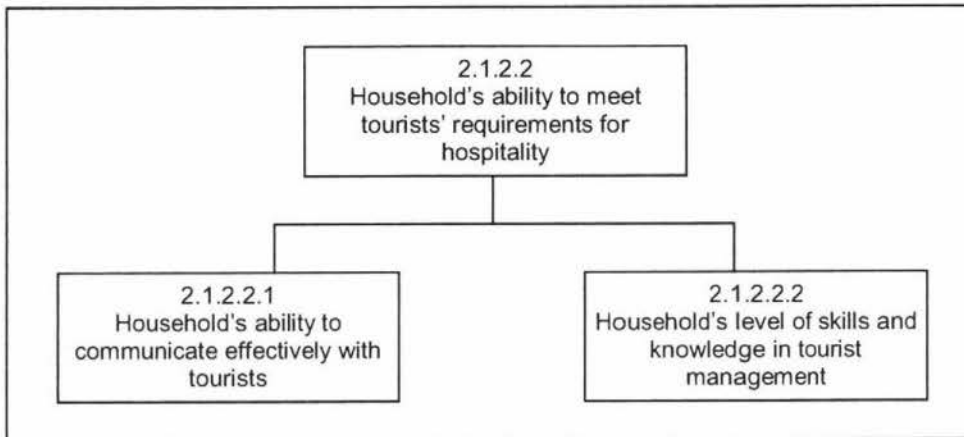 2.1.2.2
Household's ability to meet
tourists' requirements for
hospitality
2.1.2.2.1
Household's ability to
communicate effectively with
tourists
2.1.2.2.2
Household's level of skills and
knowledge in tourist
management